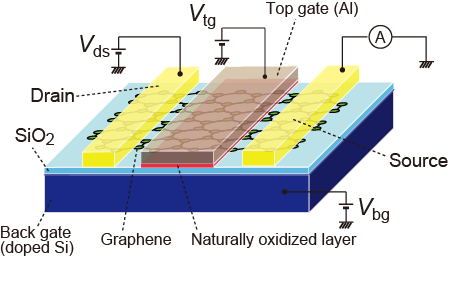 Vtg
Top gate (Al)
Vds
A
Drain
SiO2
Source
Vbg
Back gate
(doped Si)
Graphene
Naturally oxidized layer